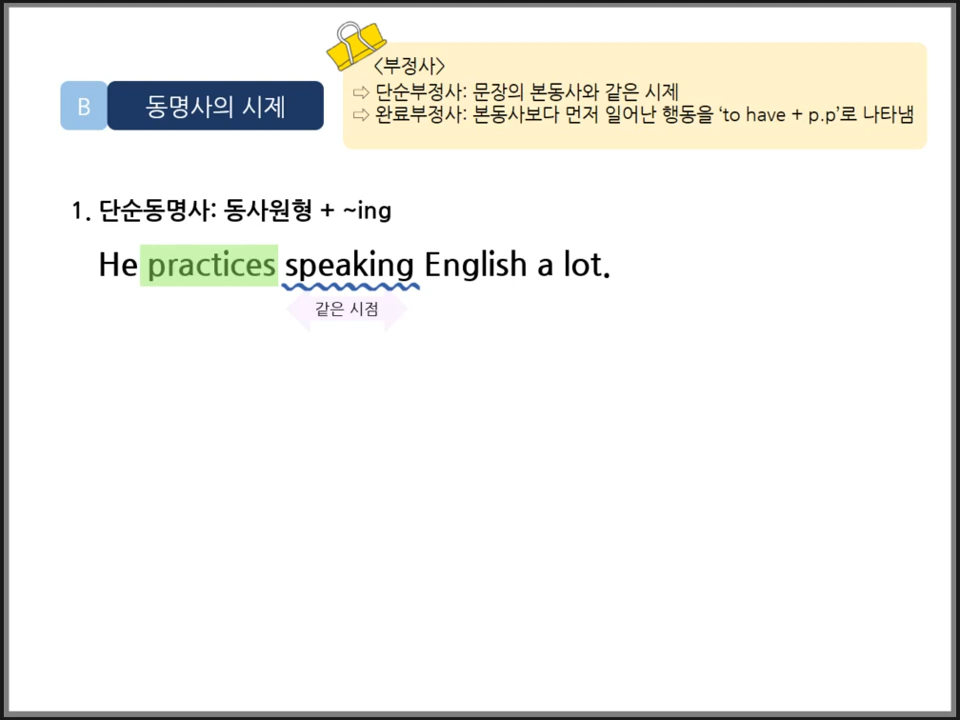 <부정사>
⇨ 단순부정사: 문장의 본동사와 같은 시제
⇨ 완료부정사: 본동사보다 먼저 일어난 행동을 ‘to have + p.p’로 나타냄
B 동명사의 시제
1. 단순동명사: 동사원형 + ~ing
He practices speaking English a lot.
같은 시점